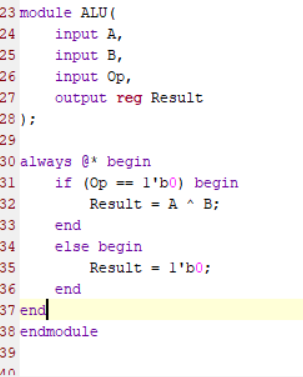 23 module ALU(
24     input A,
25     input B,
26     input Op,
27     output reg Result
28 );
29
30 always @* begin
31     if (Op == 1'b0) begin
32         Result = A ^ B;
33     end
34     else begin
35         Result = 1'b0;
36     end
37 end
38 endmodule
39
40